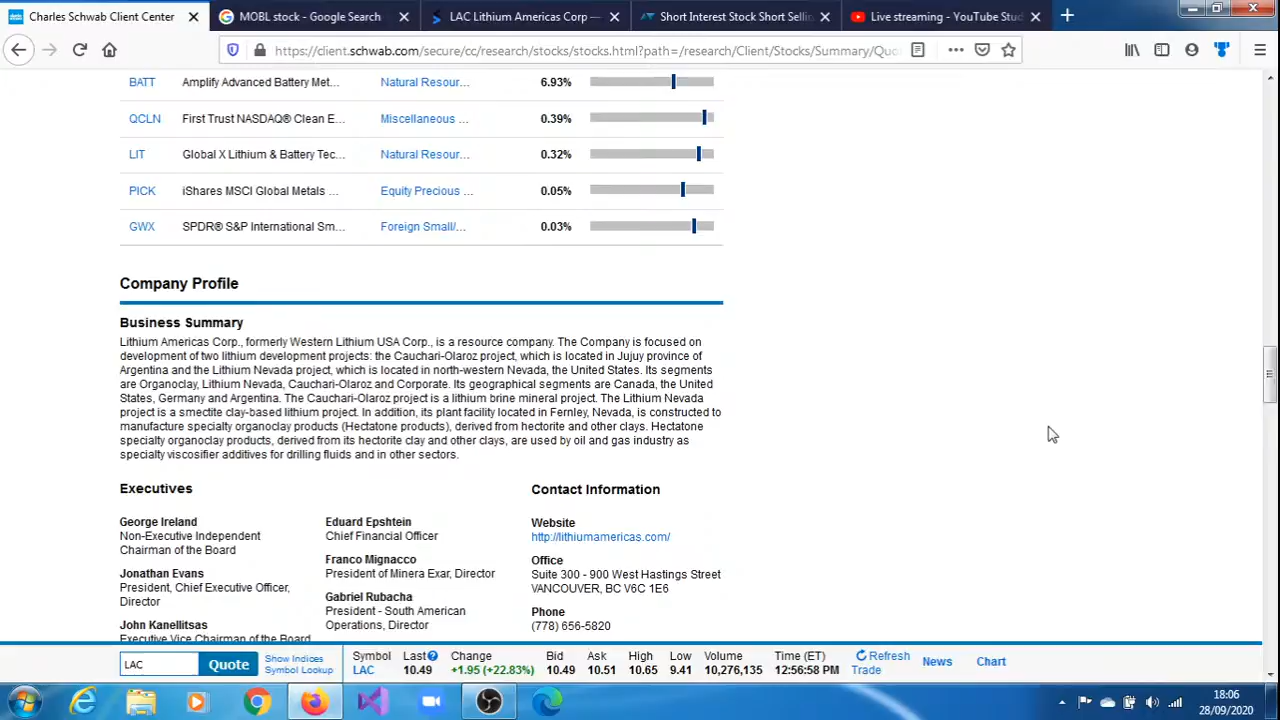 Charles Schwab Client Center
MOBL stock - Google Search
LAC Lithium Americas Corp —
Short Interest Stock Short Sellin
Live streaming - YouTube Stud
https://client.schwab.com/secure/cc/research/stocks/stocks.html?path=/research/Client/Stocks/Summary/Quo
BATT Amplify Advanced Battery Met... Natural Resour... 6.93%
QCLN First Trust NASDAQ® Clean E... Miscellaneous ... 0.39%
LIT Global X Lithium & Battery Tec... Natural Resour... 0.32%
PICK iShares MSCI Global Metals ... Equity Precious ... 0.05%
GWX SPDR® S&P International Sm... Foreign Small/... 0.03%
Company Profile
Business Summary
Lithium Americas Corp., formerly Western Lithium USA Corp., is a resource company. The Company is focused on
development of two lithium development projects: the Cauchari-Olaroz project, which is located in Jujuy province of
Argentina and the Lithium Nevada project, which is located in north-western Nevada, the United States. Its segments
are Organoclay, Lithium Nevada, Cauchari-Olaroz and Corporate. Its geographical segments are Canada, the United
States, Germany and Argentina. The Cauchari-Olaroz project is a lithium brine mineral project. The Lithium Nevada
project is a smectite clay-based lithium project. In addition, its plant facility located in Fernley, Nevada, is constructed to
manufacture specialty organoclay products (Hectatone products), derived from hectorite and other clays. Hectatone
specialty organoclay products, derived from its hectorite clay and other clays, are used by oil and gas industry as
specialty viscosifier additives for drilling fluids and in other sectors.
Executives
George Ireland
Non-Executive Independent
Chairman of the Board
Jonathan Evans
President, Chief Executive Officer,
Director
John Kanellitsas
Executive Vice Chairman of the Board
Eduard Epshtein
Chief Financial Officer
Franco Mignacco
President of Minera Exar, Director
Gabriel Rubacha
President - South American
Operations, Director
Contact Information
Website
http://lithiumamericas.com/
Office
Suite 300 - 900 West Hastings Street
VANCOUVER, BC V6C 1E6
Phone
(778) 656-5820
LAC
Quote
Show Indices
Symbol Lookup
Symbol Last Change Bid Ask High Low Volume Time (ET) Refresh
LAC 10.49 +1.95 (+22.83%) 10.49 10.51 10.65 9.41 10,276,135 12:56:58 PM Trade
News
Chart
18:06
28/09/2020